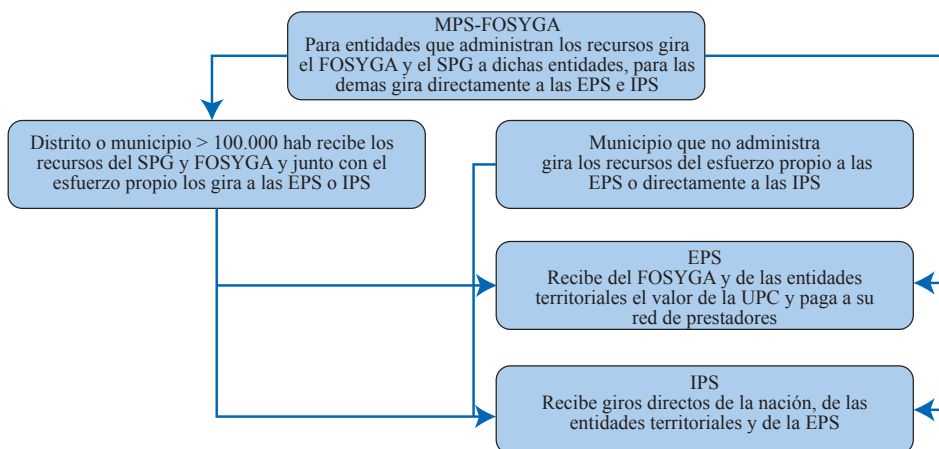 MPS-FOSYGA
Para entidades que administran los recursos gira
el FOSYGA y el SPG a dichas entidades, para las
demas gira directamente a las EPS e IPS
Distrito o municipio > 100.000 hab recibe los
recursos del SPG y FOSYGA y junto con el
esfuerzo propio los gira a las EPS o IPS
Municipio que no administra
gira los recursos del esfuerzo propio a las
EPS o directamente a las IPS
EPS
Recibe del FOSYGA y de las entidades
territoriales el valor de la UPC y paga a su
red de prestadores
IPS
Recibe giros directos de la nación, de las
entidades territoriales y de la EPS